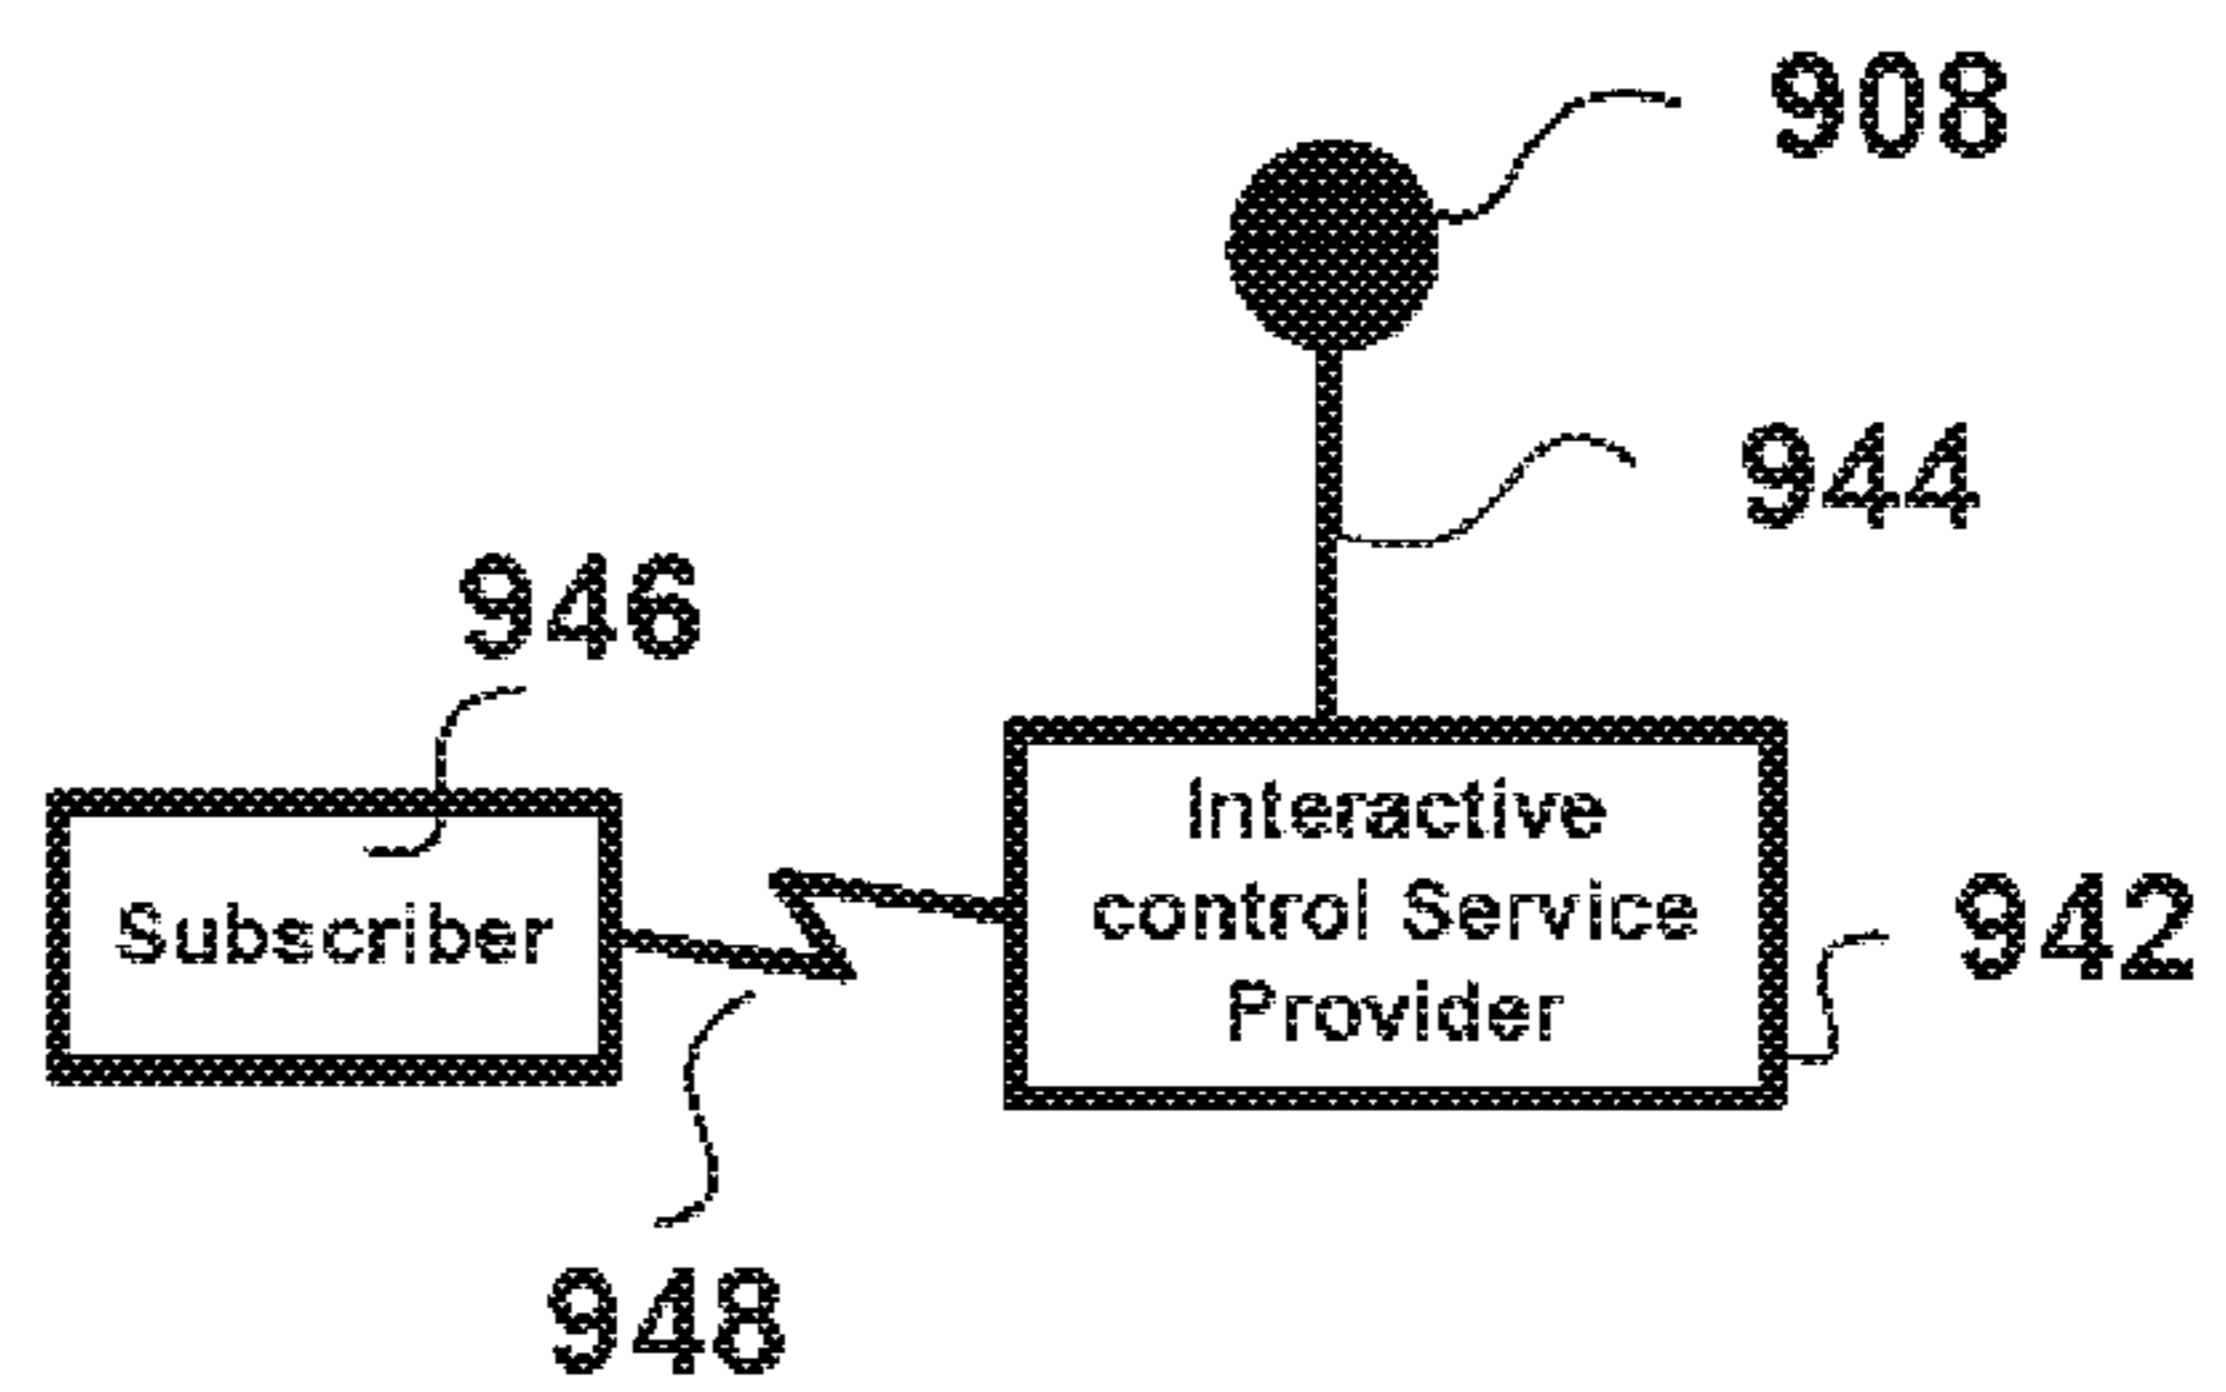 908
944
946
Interactive
control Service
Provider
Subscriber
942
948